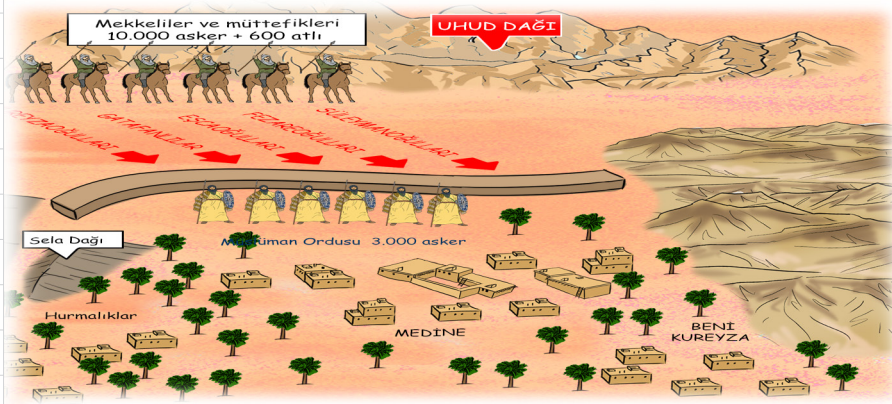 Mekkeliler ve müttefikleri
10.000 asker + 600 atlı
UHUD DAĞI
GATAFANLILAR
ESEDOĞULLARI
FEZAREOĞULLARI
SÜLEYMANOĞULLARI
Sela Dağı
Müslüman Ordusu 3.000 asker
Hurmalıklar
MEDİNE
BENİ
KUREYZA